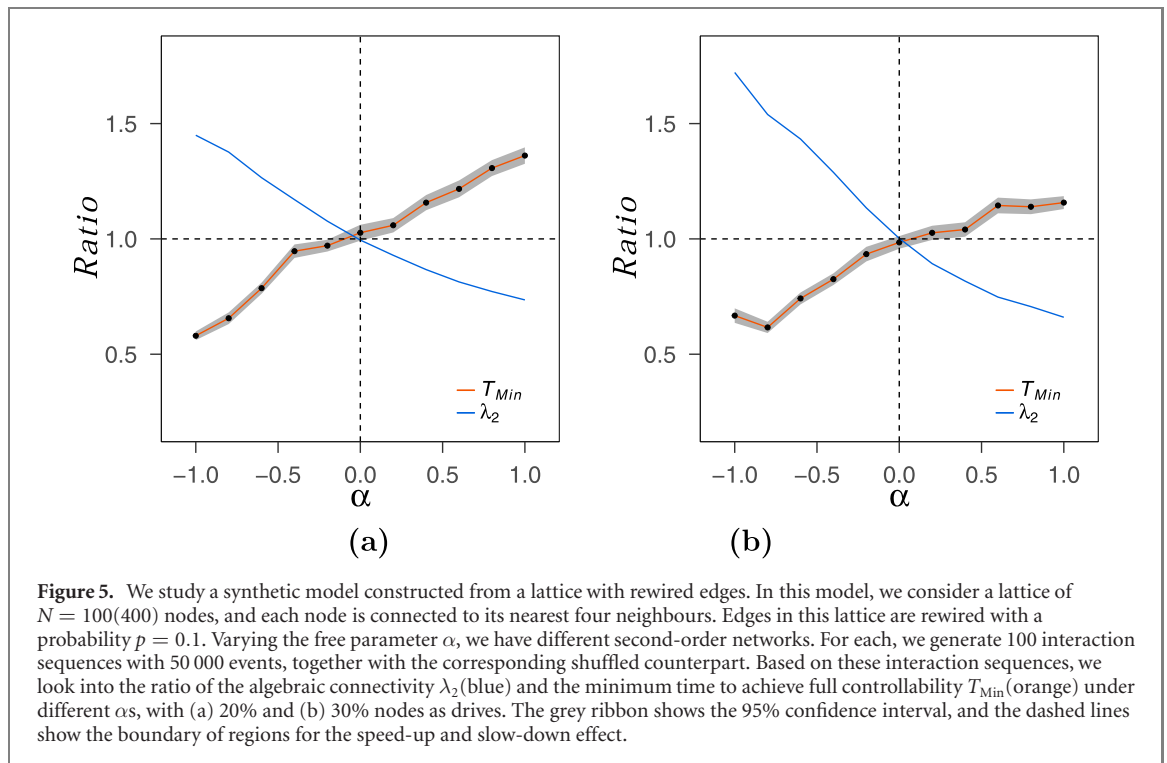 1.5
1.0
0.5
Ratio
T Min
λ2
−1.0 −0.5 0.0 0.5 1.0
α
(a)
1.5
1.0
0.5
Ratio
T Min
λ2
−1.0 −0.5 0.0 0.5 1.0
α
(b)
Figure 5. We study a synthetic model constructed from a lattice with rewired edges. In this model, we consider a lattice of
N = 100(400) nodes, and each node is connected to its nearest four neighbours. Edges in this lattice are rewired with a
probability p = 0.1. Varying the free parameter α, we have different second-order networks. For each, we generate 100 interaction
sequences with 50 000 events, together with the corresponding shuffled counterpart. Based on these interaction sequences, we
look into the ratio of the algebraic connectivity λ2(blue) and the minimum time to achieve full controllability TMin(orange) under
different αs, with (a) 20% and (b) 30% nodes as drives. The grey ribbon shows the 95% confidence interval, and the dashed lines
show the boundary of regions for the speed-up and slow-down effect.